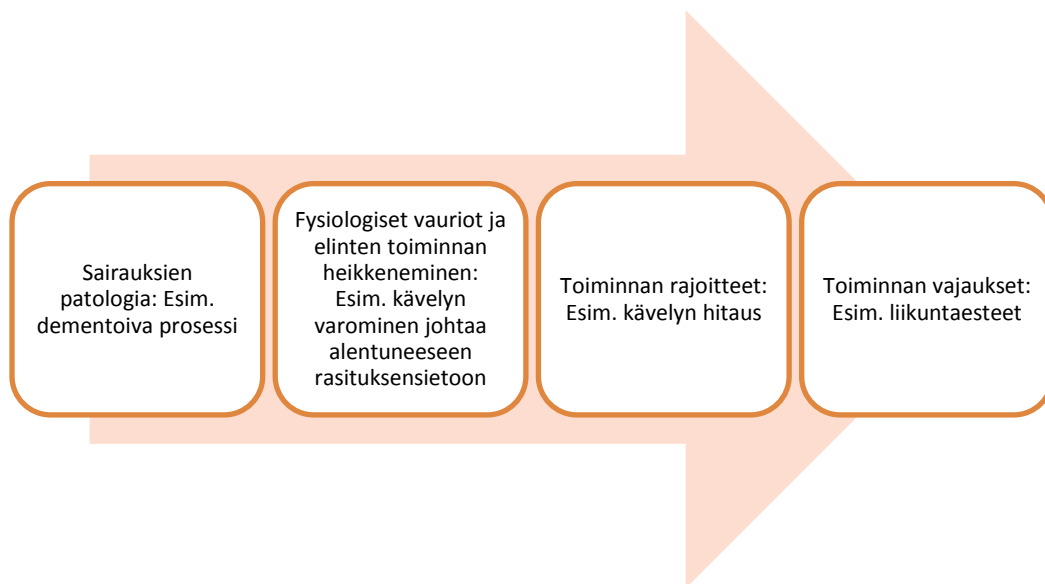 Sairauksien
patologia: Esim.
dementoiva prosessi
Fysiologiset vauriot ja
elinten toiminnan
heikkeneminen:
Esim. kävelyn
varominen johtaa
alentuneeseen
rasituksensietoon
Toiminnan rajoitteet:
Esim. kävelyn hitaus
Toiminnan vajaukset:
Esim. liikuntaesteet